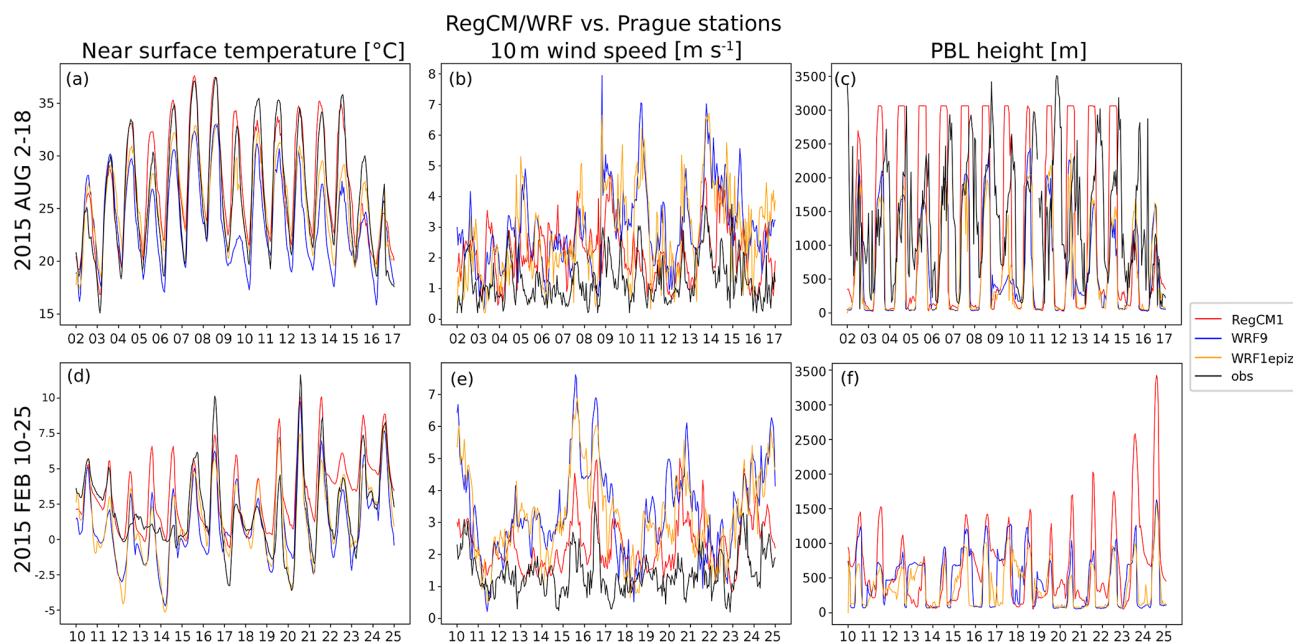 RegCM/WRF vs. Prague stations
Near surface temperature [°C]
10 m wind speed [m s-1]
PBL height [m]
2015 AUG 2-18
(a)
35
30
25
20
15
02 03 04 05 06 07 08 09 10 11 12 13 14 15 16 17
(b)
8
7
6
5
4
3
2
1
0
02 03 04 05 06 07 08 09 10 11 12 13 14 15 16 17
(c)
3500
3000
2500
2000
1500
1000
500
0
02 03 04 05 06 07 08 09 10 11 12 13 14 15 16 17
RegCM1
WRF9
WRF1epiz
obs
2015 FEB 10-25
(d)
10
7.5
5
2.5
0
-2.5
-5
10 11 12 13 14 15 16 17 18 19 20 21 22 23 24 25
(e)
7
6
5
4
3
2
1
0
10 11 12 13 14 15 16 17 18 19 20 21 22 23 24 25
(f)
3500
3000
2500
2000
1500
1000
500
0
10 11 12 13 14 15 16 17 18 19 20 21 22 23 24 25